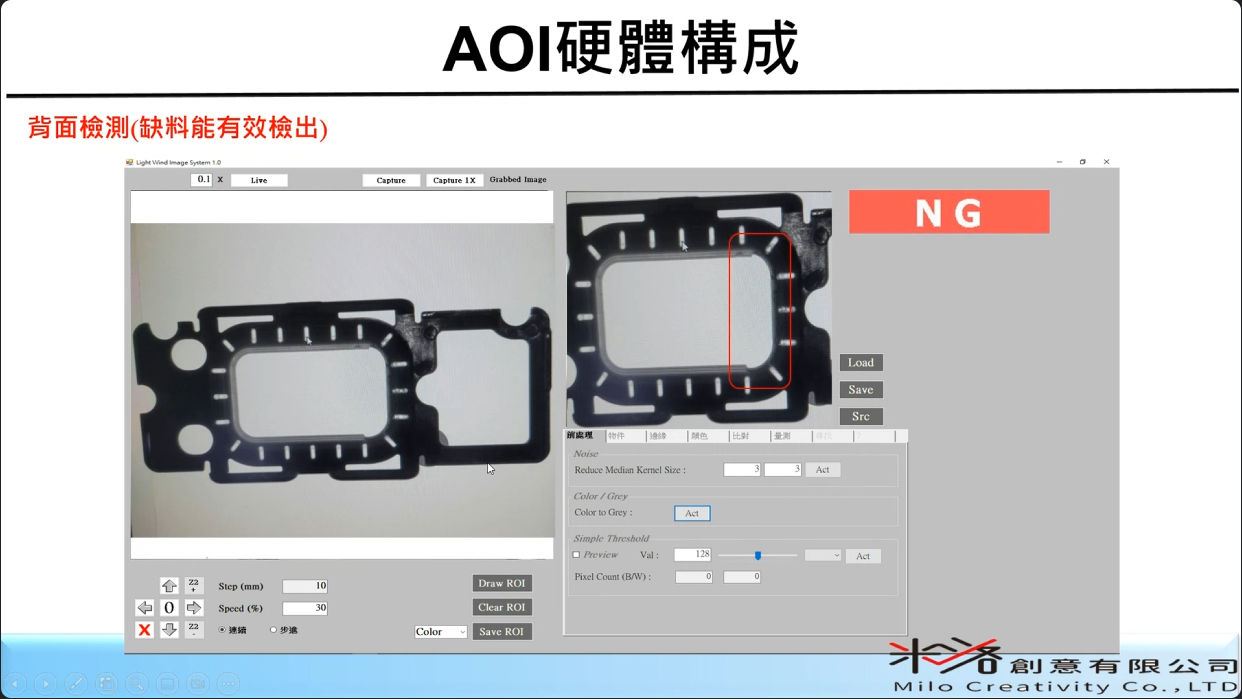 AOI硬體構成
背面檢測(缺料能有效檢出)
Light Wind Image System 1.0
0.1 X Live Capture Capture 1X Grabbed Image
NG
Load
Save
Src
前處理 物件 邊緣 顏色 比對 量測
Noise
Reduce Median Kernel Size : 3 3 Act
Color / Grey
Color to Grey : Act
Simple Threshold
Preview Val : 128 Act
Pixel Count (B/W) : 0 0
Z2 + Step (mm) 10 Draw ROI
0 Speed (%) 30 Clear ROI
X Z2 - 連續 步進 Color Save ROI
米洛創意有限公司
Milo Creativity Co.,LTD